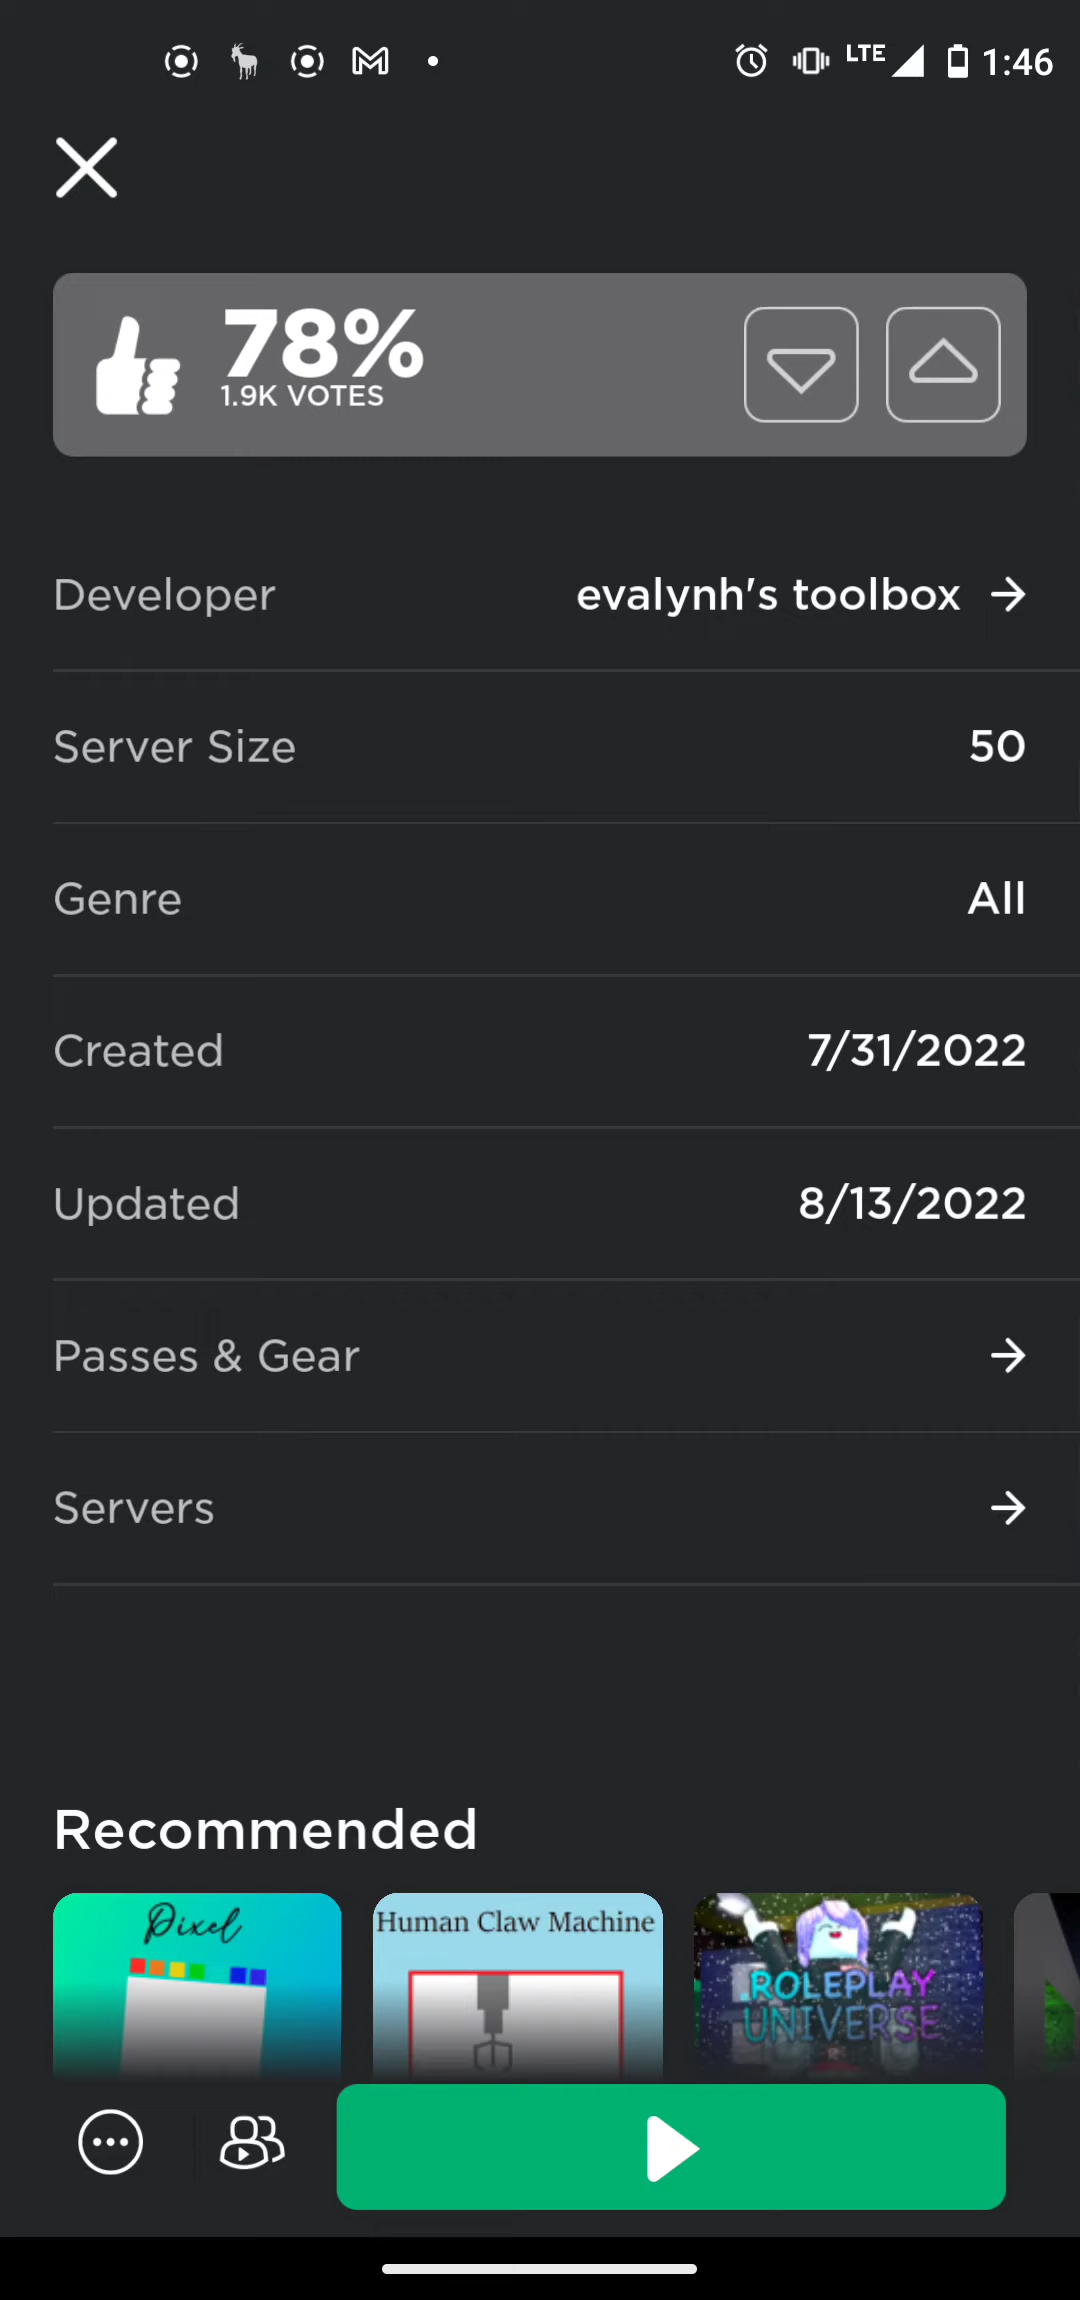 LTE 1:46
78%
1.9K VOTES
Developer evalynh's toolbox
Server Size 50
Genre All
Created 7/31/2022
Updated 8/13/2022
Passes & Gear
Servers
Recommended
Pixel
Human Claw Machine
ROLEPLAY
UNIVERSE